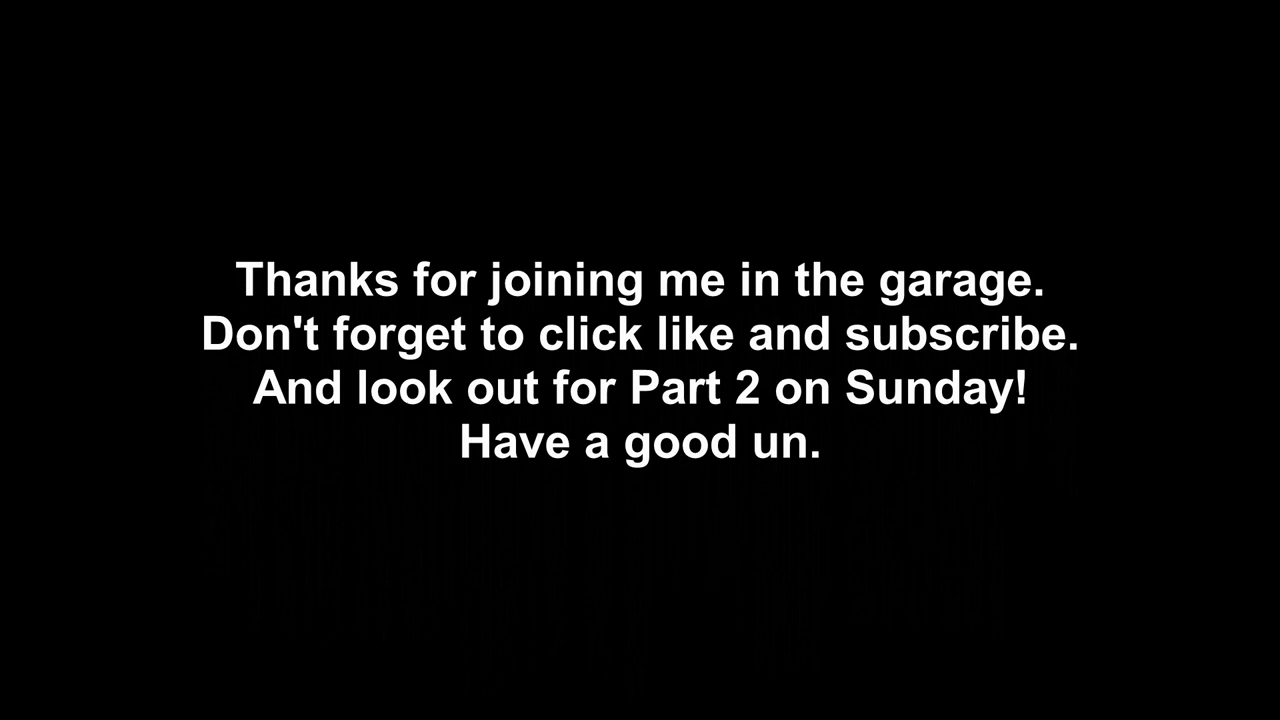 Thanks for joining me in the garage.
Don't forget to click like and subscribe.
And look out for Part 2 on Sunday!
Have a good un.